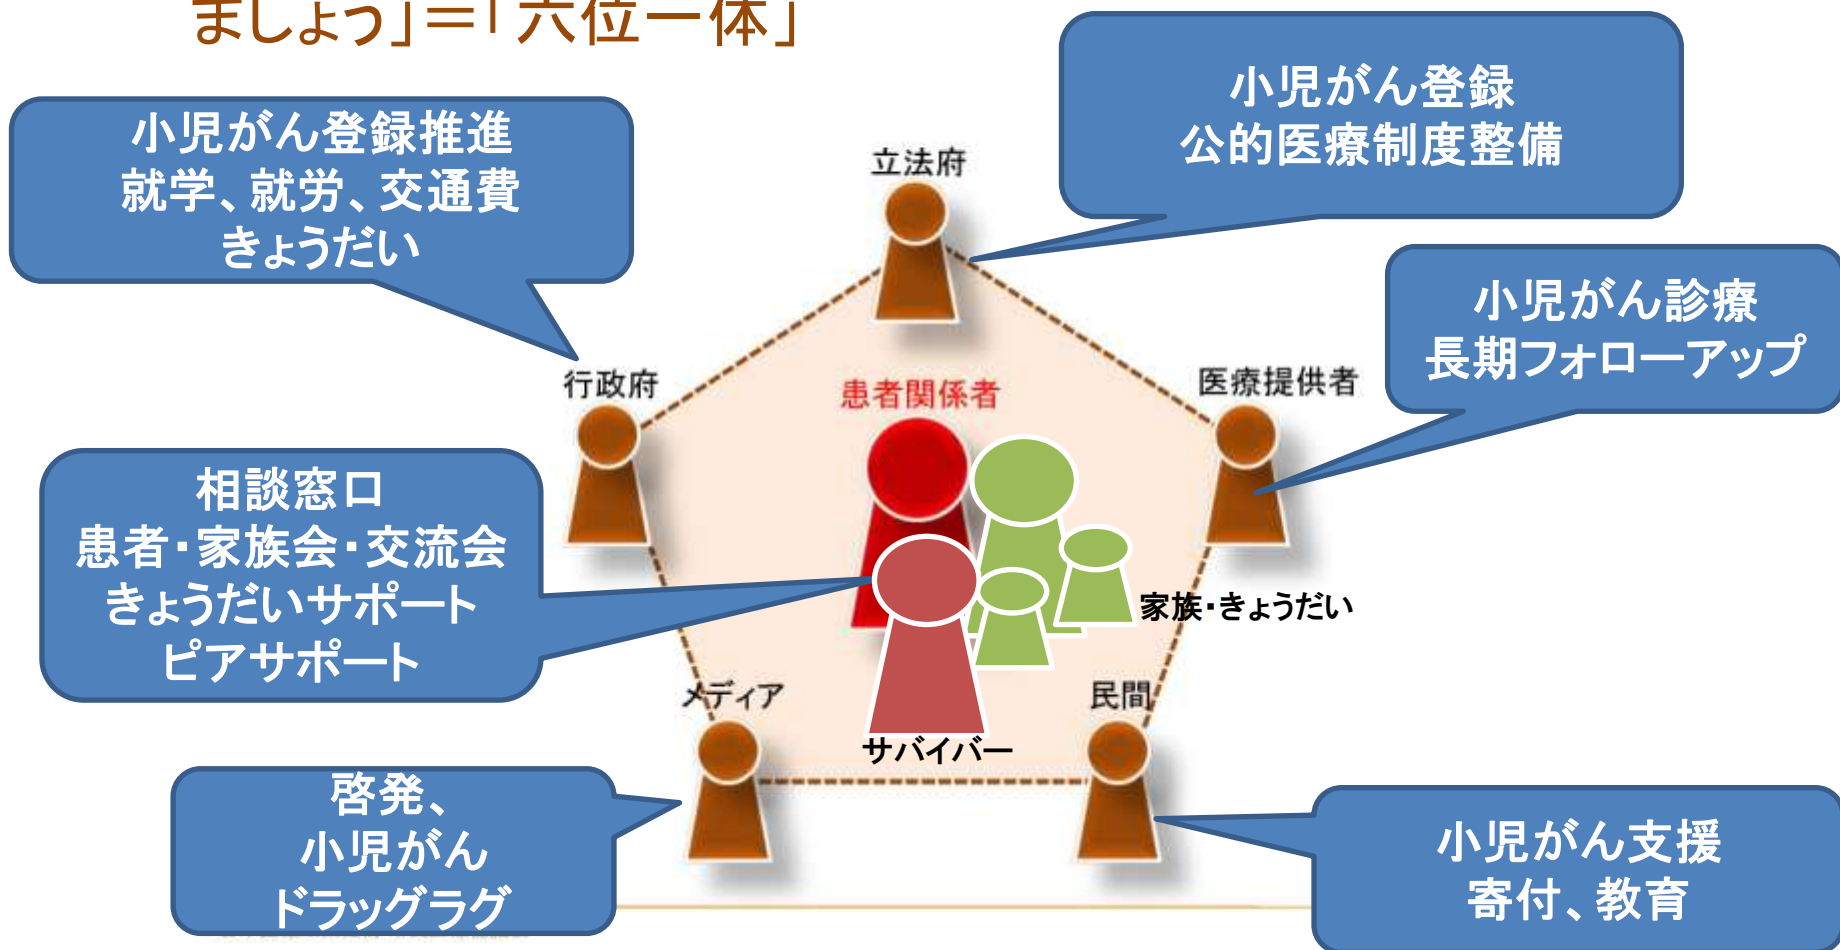 ましょう」＝「六位一体」
小児がん登録
公的医療制度整備
小児がん登録推進
就学、就労、交通費
きょうだい
立法府
小児がん診療
長期フォローアップ
行政府
患者関係者
医療提供者
相談窓口
患者・家族会・交流会
きょうだいサポート
ピアサポート
家族・きょうだい
メディア
民間
サバイバー
啓発、
小児がん
ドラッグラグ
小児がん支援
寄付、教育